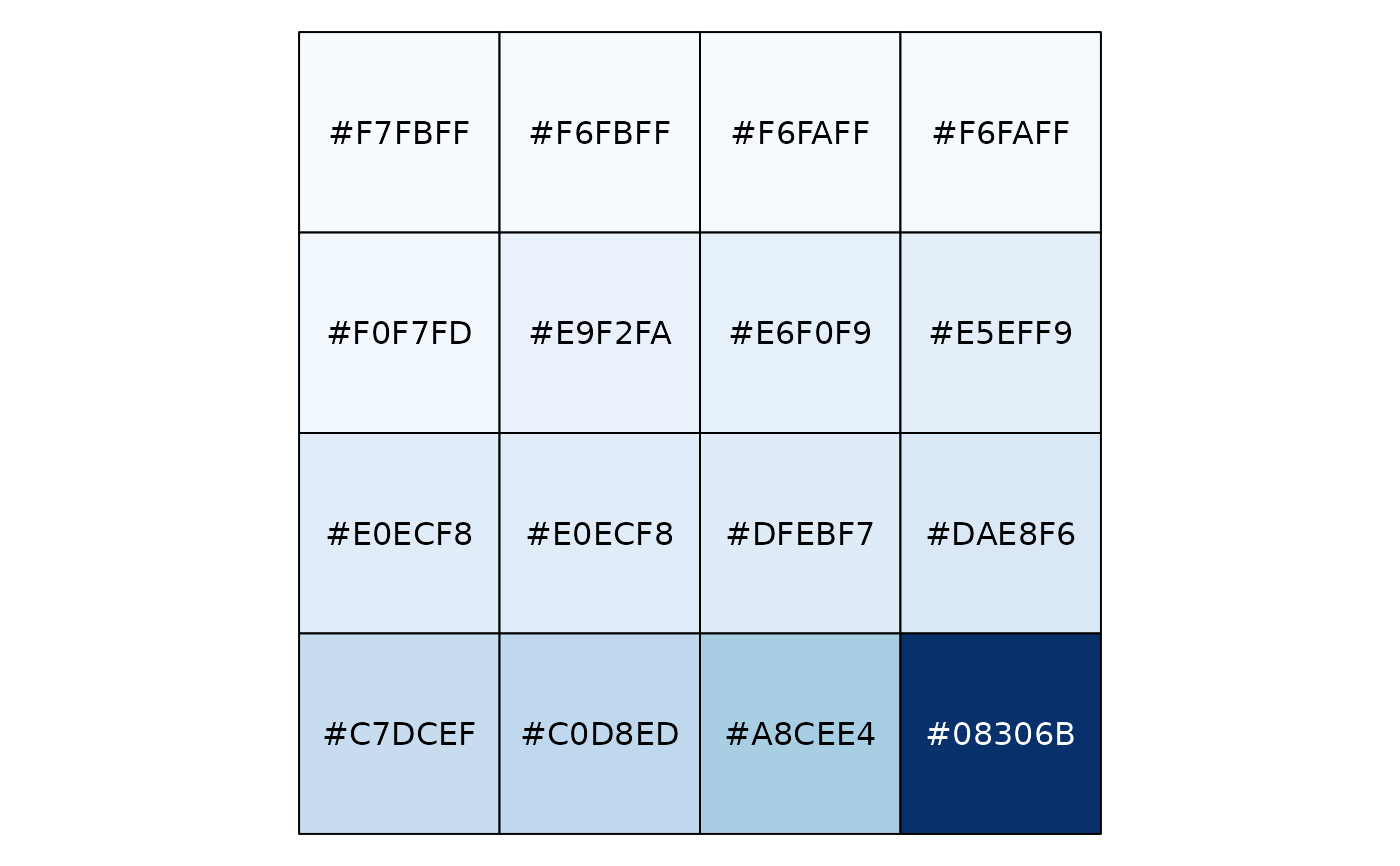 #F7FBFF #F6FBFF #F6FAFF #F6FAFF
#F0F7FD #E9F2FA #E6F0F9 #E5EFF9
#E0ECF8 #E0ECF8 #DFEBF7 #DAE8F6
#C7DCEF #C0D8ED #A8CEE4 #08306B